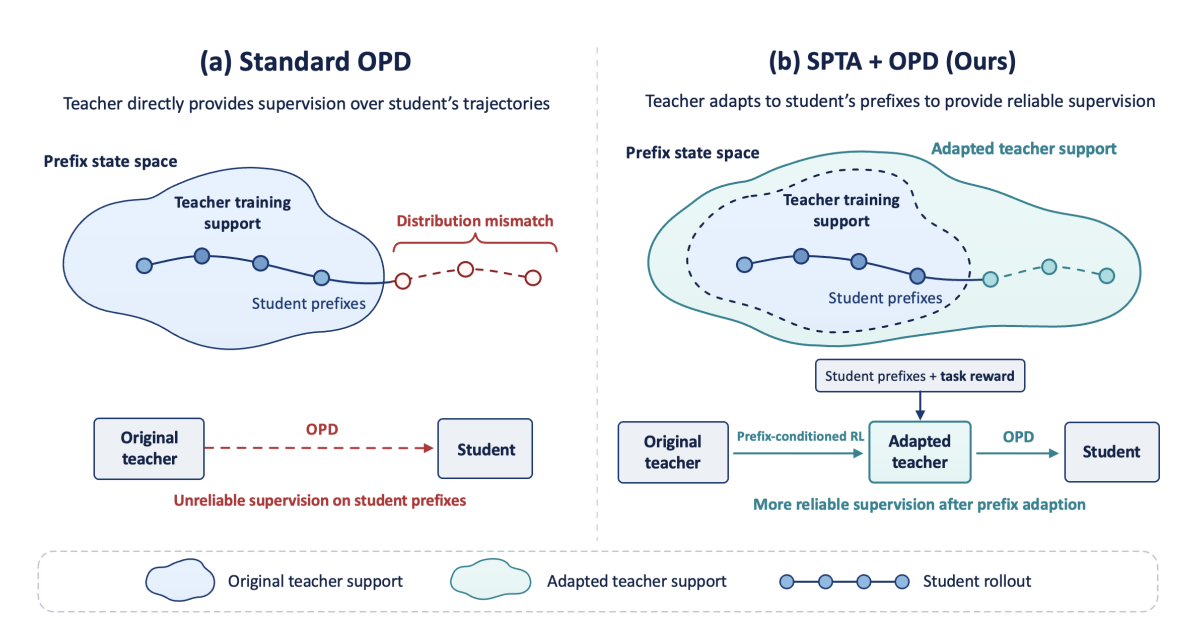 (a) Standard OPD
Teacher directly provides supervision over student's trajectories
Prefix state space
Teacher training
support
Distribution mismatch
Student prefixes
Original
teacher
OPD
Student
Unreliable supervision on student prefixes
(b) SPTA + OPD (Ours)
Teacher adapts to student's prefixes to provide reliable supervision
Prefix state space
Adapted teacher support
Teacher training
support
Student prefixes
Student prefixes + task reward
Original
teacher
Prefix-conditioned RL
Adapted
teacher
OPD
Student
More reliable supervision after prefix adaption
Original teacher support
Adapted teacher support
Student rollout